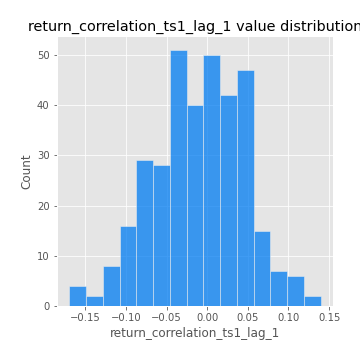 return_correlation_ts1_lag_1 value distribution
50
40
30
20
10
0
Count
−0.15 −0.10 −0.05 0.00 0.05 0.10 0.15
return_correlation_ts1_lag_1